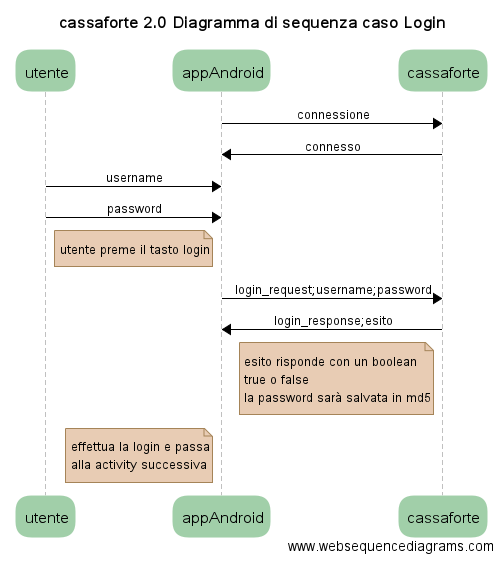 cassaforte 2.0 Diagramma di sequenza caso Login
utente
appAndroid
cassaforte
connessione
connesso
username
password
utente preme il tasto login
login_request;username;password
login_response;esito
esito risponde con un boolean
true o false
la password sarà salvata in md5
effettua la login e passa
alla activity successiva
utente
appAndroid
cassaforte
www.websequencediagrams.com